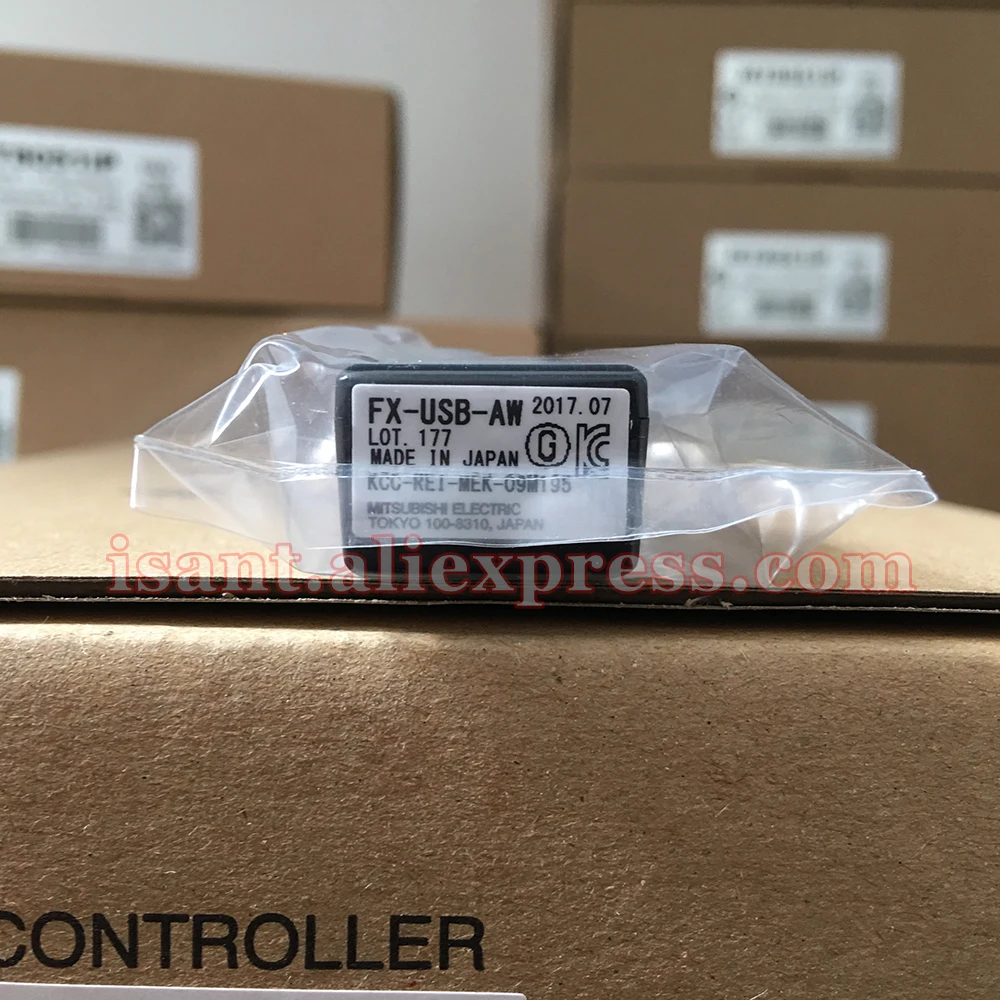 FX-USB-AW 2017.07
LOT. 177
MADE IN JAPAN
KCC-REI-MEK-09M195
MITSUBISHI ELECTRIC
TOKYO 100-8310, JAPAN
isant.aliexpress.com
CONTROLLER